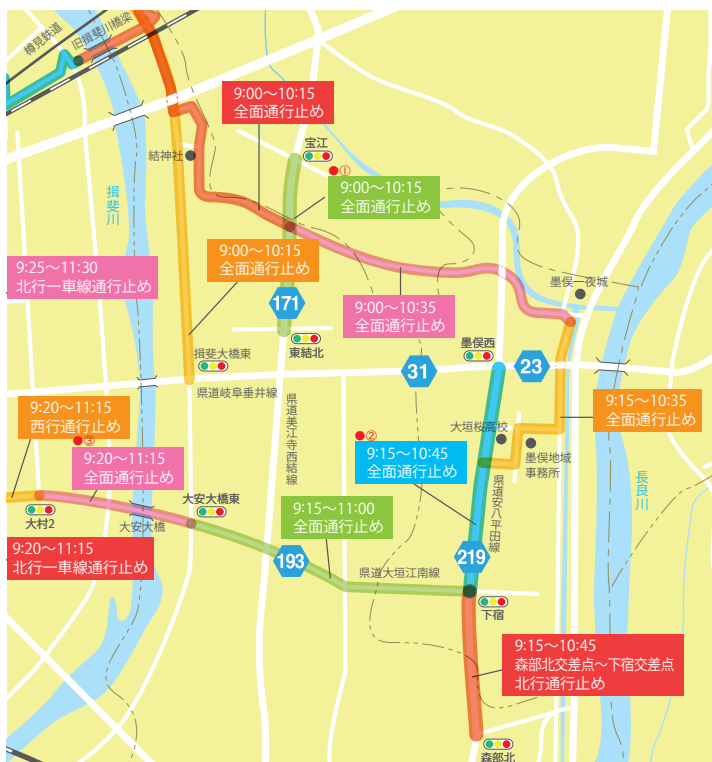 樽見鉄道
旧揖斐川橋梁
9:00〜10:15
全面通行止め
結神社
宝江
①
揖斐川
9:00〜10:15
全面通行止め
9:00〜10:15
全面通行止め
9:25〜11:30
北行一車線通行止め
墨俣一夜城
171
9:00〜10:35
全面通行止め
東結北
墨俣西
揖斐大橋東
31
23
県道岐阜垂井線
9:20〜11:15
西行通行止め
9:15〜10:35
全面通行止め
県道美江寺西結線
③
②
大垣桜高校
9:20〜11:15
全面通行止め
9:15〜10:45
全面通行止め
墨俣地域
事務所
長良川
県道安八平田線
大村2
大安大橋
大安大橋東
9:15〜11:00
全面通行止め
9:20〜11:15
北行一車線通行止め
193
県道大垣江南線
219
下宿
9:15〜10:45
森部北交差点〜下宿交差点
北行通行止め
森部北